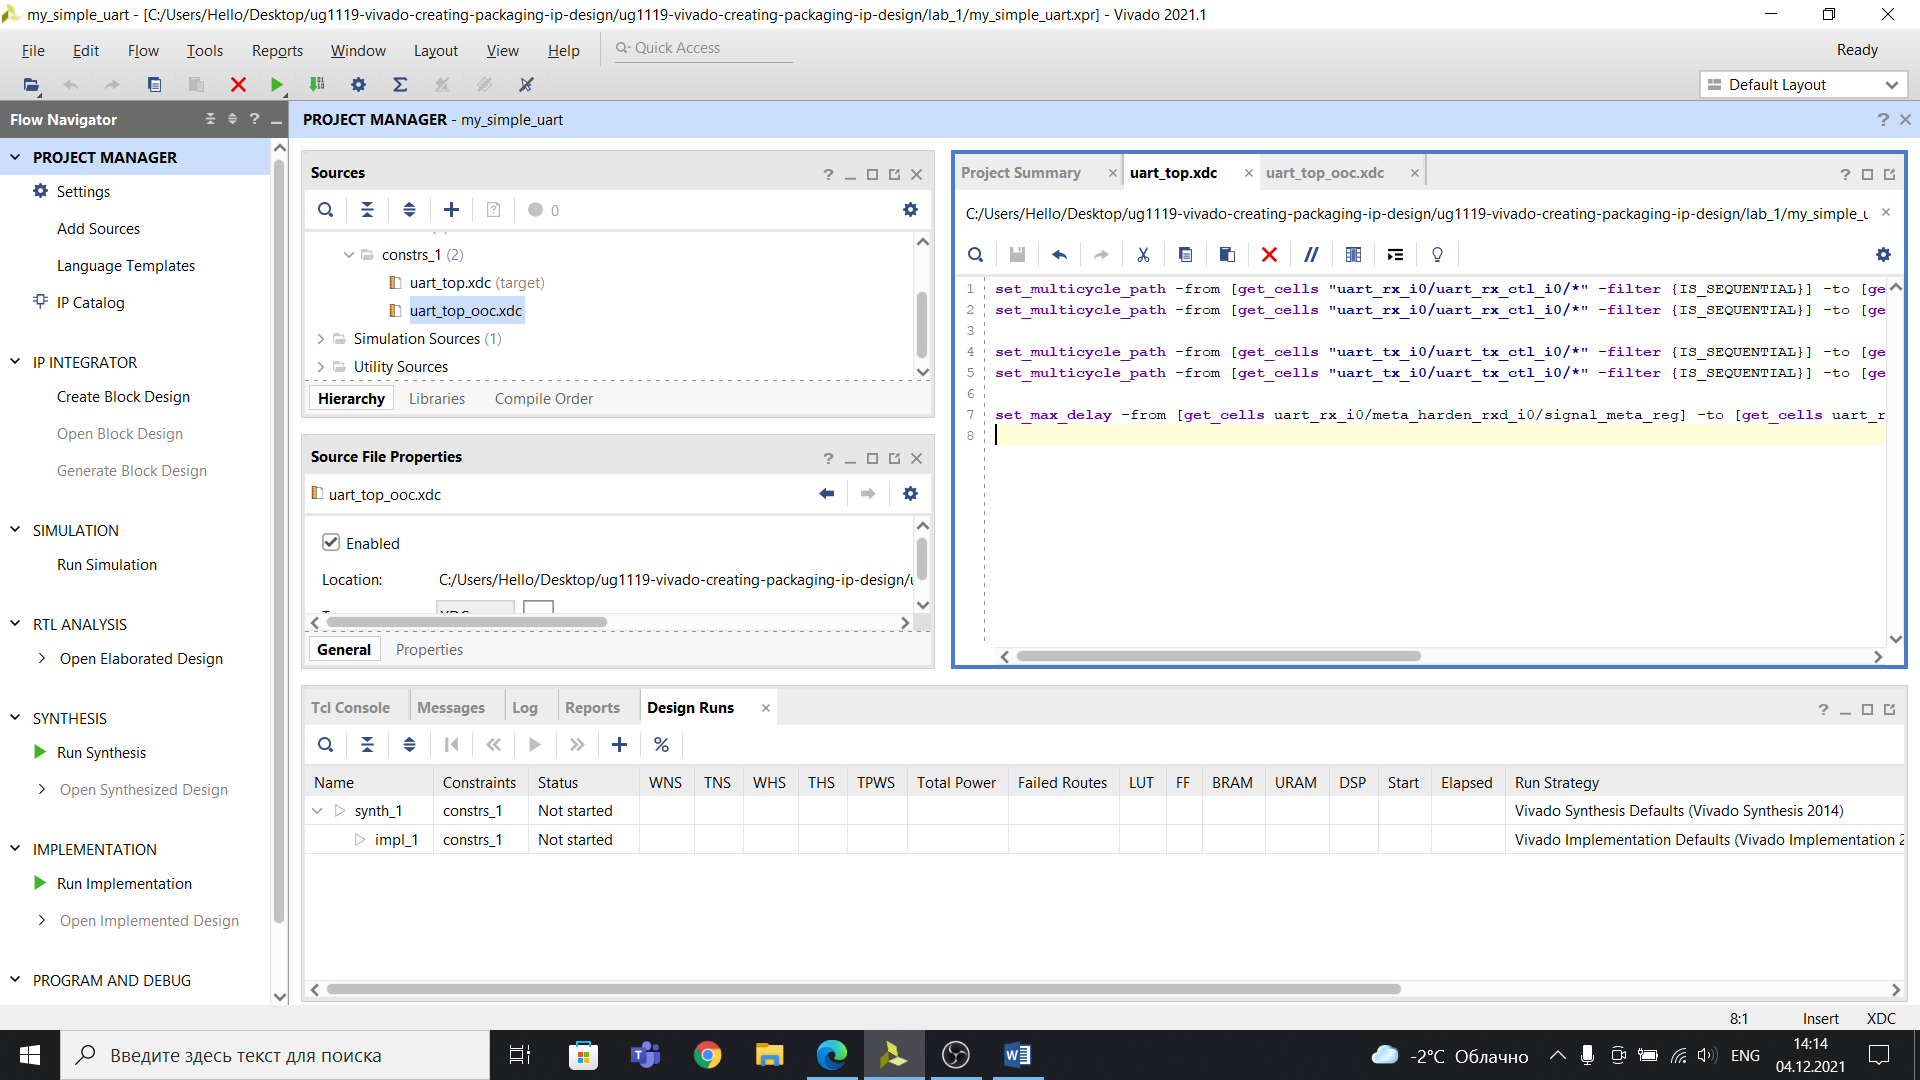 my_simple_uart - [C:/Users/Hello/Desktop/ug1119-vivado-creating-packaging-ip-design/ug1119-vivado-creating-packaging-ip-design/lab_1/my_simple_uart.xpr] - Vivado 2021.1
File Edit Flow Tools Reports Window Layout View Help Quick Access Ready
Default Layout
Flow Navigator
PROJECT MANAGER
Settings
Add Sources
Language Templates
IP Catalog
IP INTEGRATOR
Create Block Design
Open Block Design
Generate Block Design
SIMULATION
Run Simulation
RTL ANALYSIS
Open Elaborated Design
SYNTHESIS
Run Synthesis
Open Synthesized Design
IMPLEMENTATION
Run Implementation
Open Implemented Design
PROGRAM AND DEBUG
PROJECT MANAGER - my_simple_uart
Sources
0
constrs_1 (2)
uart_top.xdc (target)
uart_top_ooc.xdc
Simulation Sources (1)
Utility Sources
Hierarchy Libraries Compile Order
Source File Properties
uart_top_ooc.xdc
Enabled
Location: C:/Users/Hello/Desktop/ug1119-vivado-creating-packaging-ip-design/
General Properties
Project Summary uart_top.xdc uart_top_ooc.xdc
C:/Users/Hello/Desktop/ug1119-vivado-creating-packaging-ip-design/ug1119-vivado-creating-packaging-ip-design/lab_1/my_simple_u
1 set_multicycle_path -from [get_cells "uart_rx_i0/uart_rx_ctl_i0/*" -filter {IS_SEQUENTIAL}] -to [ge
2 set_multicycle_path -from [get_cells "uart_rx_i0/uart_rx_ctl_i0/*" -filter {IS_SEQUENTIAL}] -to [ge
3
4 set_multicycle_path -from [get_cells "uart_tx_i0/uart_tx_ctl_i0/*" -filter {IS_SEQUENTIAL}] -to [ge
5 set_multicycle_path -from [get_cells "uart_tx_i0/uart_tx_ctl_i0/*" -filter {IS_SEQUENTIAL}] -to [ge
6
7 set_max_delay -from [get_cells uart_rx_i0/meta_harden_rxd_i0/signal_meta_reg] -to [get_cells uart_r
8
Tcl Console Messages Log Reports Design Runs
Name Constraints Status WNS TNS WHS THS TPWS Total Power Failed Routes LUT FF BRAM URAM DSP Start Elapsed Run Strategy
synth_1 constrs_1 Not started Vivado Synthesis Defaults (Vivado Synthesis 2014)
impl_1 constrs_1 Not started Vivado Implementation Defaults (Vivado Implementation 2
8:1 Insert XDC
Введите здесь текст для поиска
-2°C Облачно
ENG
14:14
04.12.2021